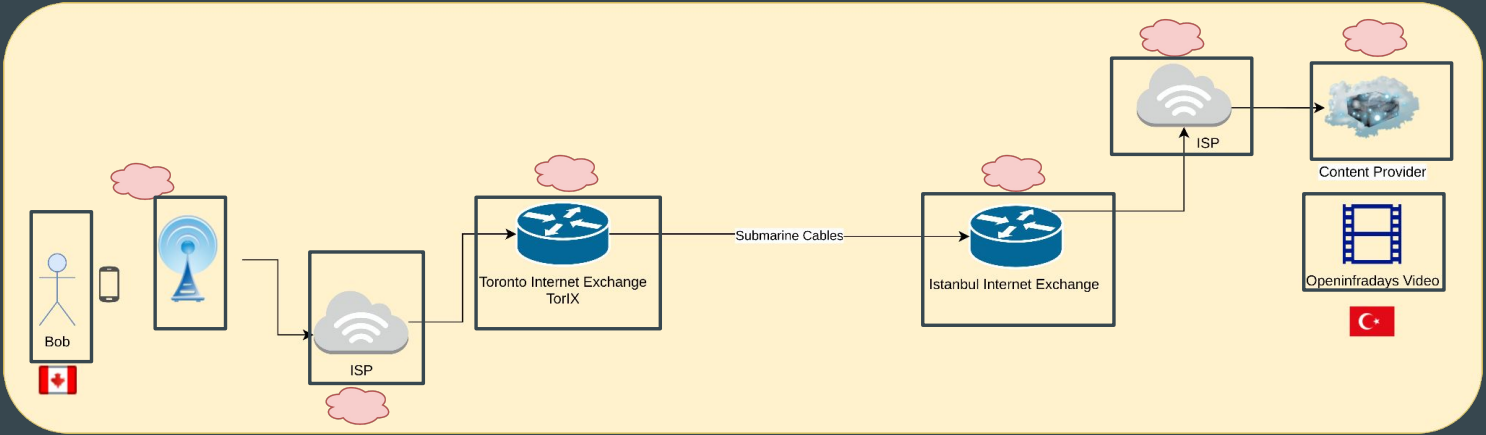 Bob
ISP
Toronto Internet Exchange
TorIX
Submarine Cables
Istanbul Internet Exchange
ISP
Content Provider
Openinfradays Video